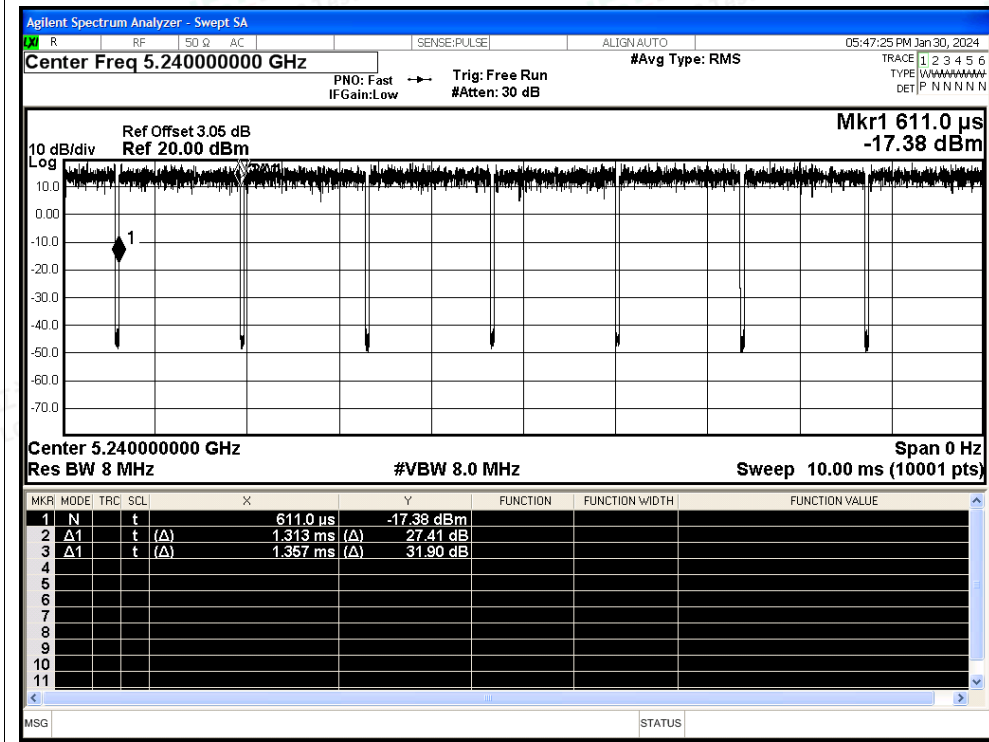 Agilent Spectrum Analyzer - Swept SA
LXI R RF 50 Ω AC SENSE:PULSE ALIGN AUTO 05:47:25 PM Jan 30, 2024
Center Freq 5.240000000 GHz #Avg Type: RMS TRACE 1 2 3 4 5 6
PNO: Fast Trig: Free Run TYPE W
IFGain:Low #Atten: 30 dB DET P N N N N N
Mkr1 611.0 µs
Ref Offset 3.05 dB
10 dB/div Ref 20.00 dBm -17.38 dBm
Log
10.0
0.00
-10.0
1
-20.0
-30.0
-40.0
-50.0
-60.0
-70.0
Center 5.240000000 GHz Span 0 Hz
Res BW 8 MHz #VBW 8.0 MHz Sweep 10.00 ms (10001 pts)
MKR MODE TRC SCL X Y FUNCTION FUNCTION WIDTH FUNCTION VALUE
1 N t 611.0 µs -17.38 dBm
2 Δ1 t (Δ) 1.313 ms (Δ) 27.41 dB
3 Δ1 t (Δ) 1.357 ms (Δ) 31.90 dB
4
5
6
7
8
9
10
11
MSG STATUS